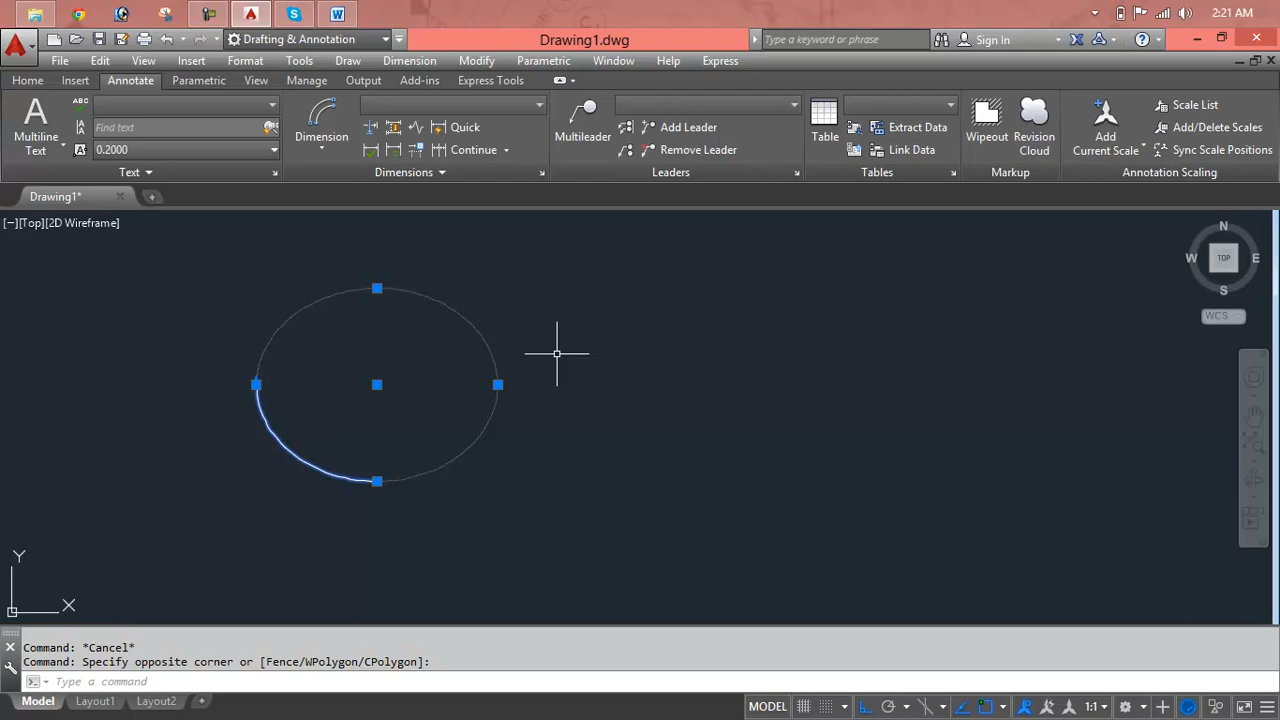 2:21 AM
Drafting & Annotation
Drawing1.dwg
Type a keyword or phrase
Sign In
File Edit View Insert Format Tools Draw Dimension Modify Parametric Window Help Express
Home Insert Annotate Parametric View Manage Output Add-ins Express Tools
A
Multiline
Text
ABC
Find text
0.2000
Dimension
Quick
Continue
Multileader
Add Leader
Remove Leader
Table
Extract Data
Link Data
Wipeout
Revision
Cloud
Add
Current Scale
Scale List
Add/Delete Scales
Sync Scale Positions
Text
Dimensions
Leaders
Tables
Markup
Annotation Scaling
Drawing1*
[−][Top][2D Wireframe]
N
W TOP E
S
WCS
Y
X
Command: *Cancel*
Command: Specify opposite corner or [Fence/WPolygon/CPolygon]:
Type a command
Model Layout1 Layout2
MODEL
1:1